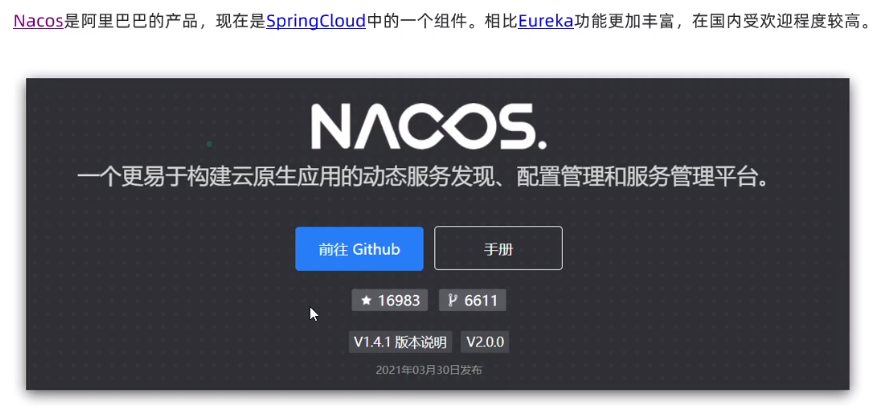 Nacos是阿里巴巴的产品，现在是SpringCloud中的一个组件。相比Eureka功能更加丰富，在国内受欢迎程度较高。
NACOS.
一个更易于构建云原生应用的动态服务发现、配置管理和服务管理平台。
前往 Github 手册
16983 6611
V1.4.1 版本说明 V2.0.0
2021年03月30日发布